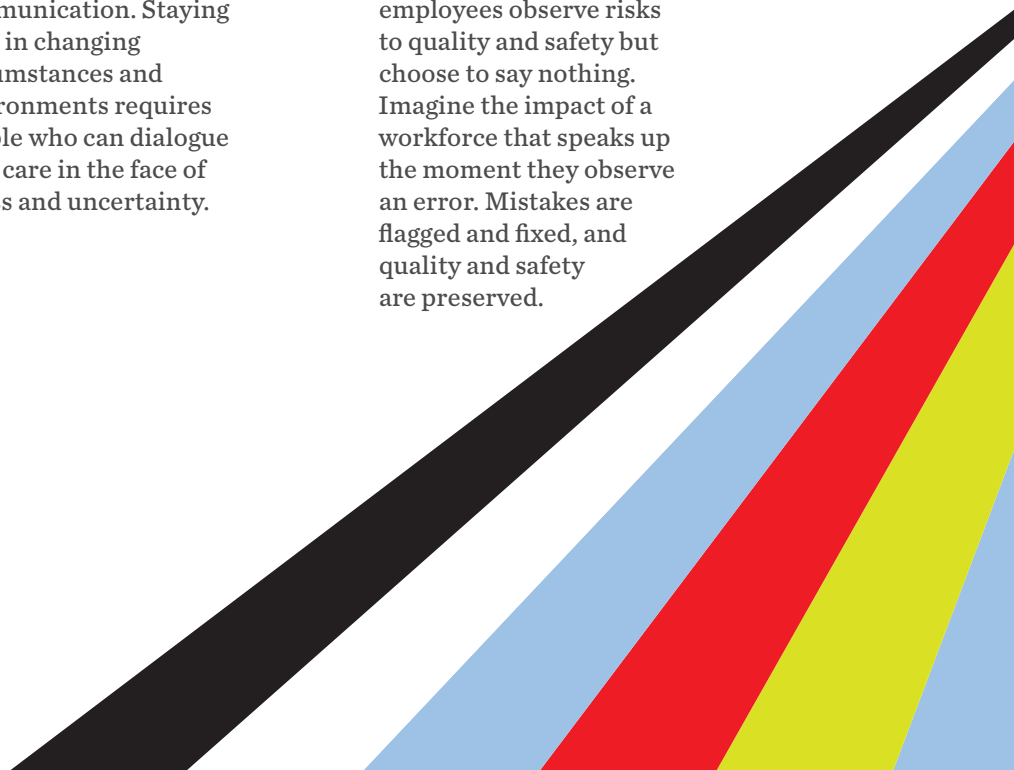 munication. Staying
in changing
umstances and
ronments requires
le who can dialogue
care in the face of
s and uncertainty.
employees observe risks
to quality and safety but
choose to say nothing.
Imagine the impact of a
workforce that speaks up
the moment they observe
an error. Mistakes are
flagged and fixed, and
quality and safety
are preserved.